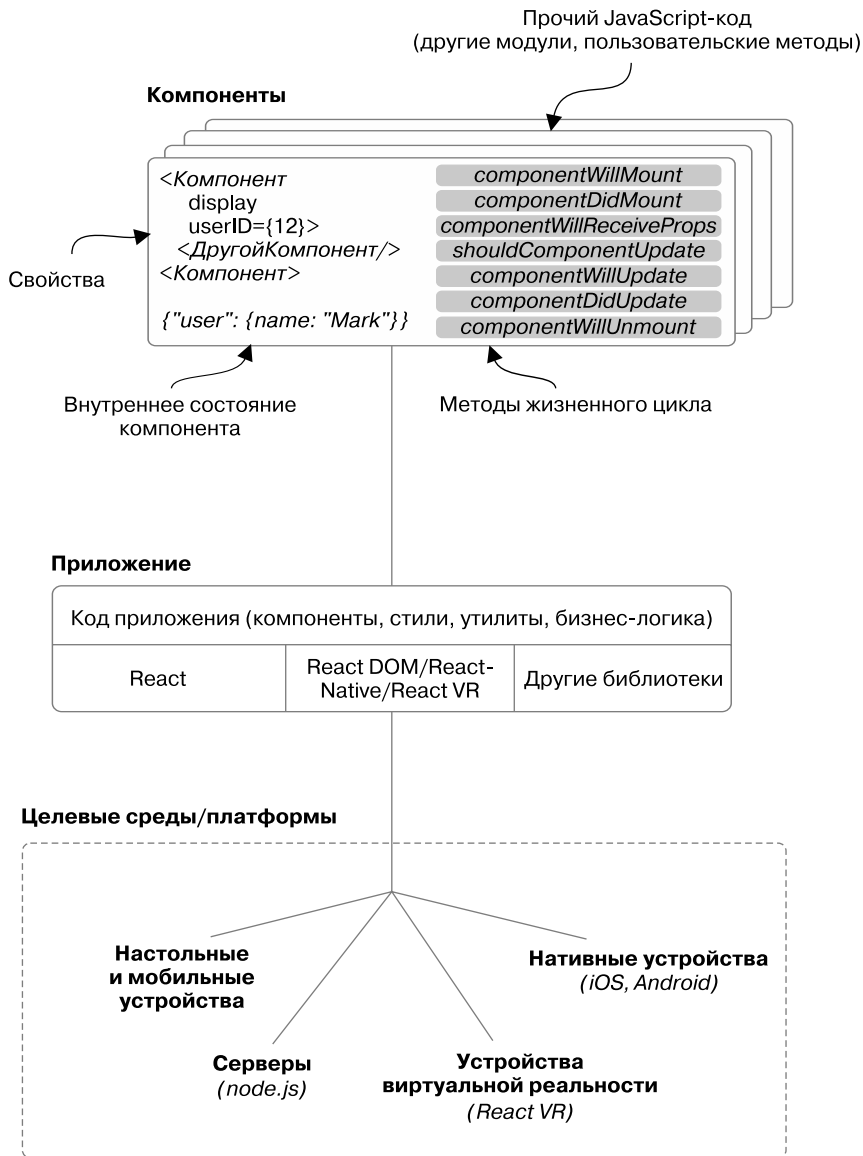 Прочий JavaScript-код
(другие модули, пользовательские методы)
Компоненты
<Компонент
display
userID={12}>
<ДругойКомпонент/>
<Компонент>
{"user": {name: "Mark"}}
componentWillMount
componentDidMount
componentWillReceiveProps
shouldComponentUpdate
componentWillUpdate
componentDidUpdate
componentWillUnmount
Свойства
Внутреннее состояние
компонента
Методы жизненного цикла
Приложение
Код приложения (компоненты, стили, утилиты, бизнес-логика)
React
React DOM/React-
Native/React VR
Другие библиотеки
Целевые среды/платформы
Настольные
и мобильные
устройства
Нативные устройства
(iOS, Android)
Серверы
(node.js)
Устройства
виртуальной реальности
(React VR)